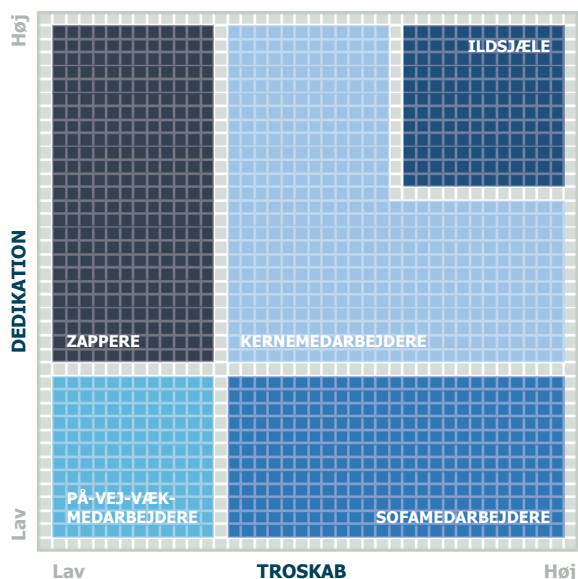 Høj
ILDSJÆLE
DEDIKATION
ZAPPERE
KERNEMEDARBEJDERE
PÅ-VEJ-VÆK-
MEDARBEJDERE
SOFAMEDARBEJDERE
Lav
Lav
TROSKAB
Høj